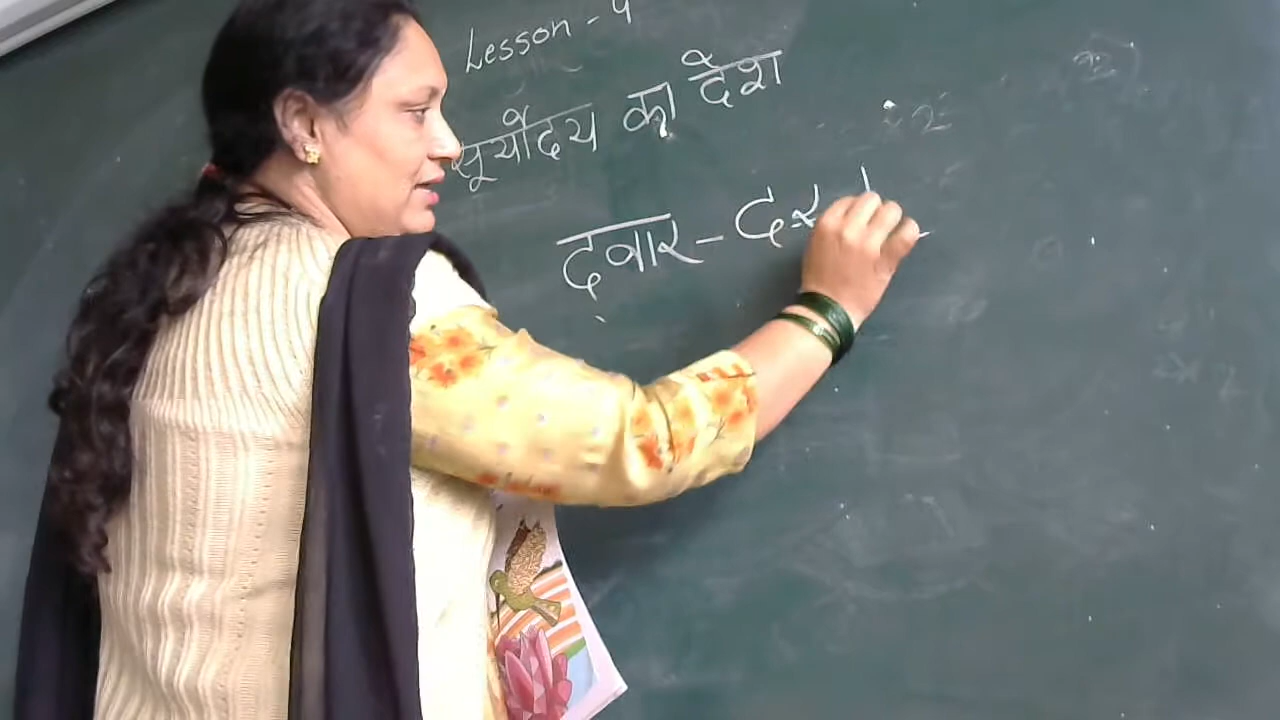 Lesson - 4
सूर्योदय का देश
द्वार - दर